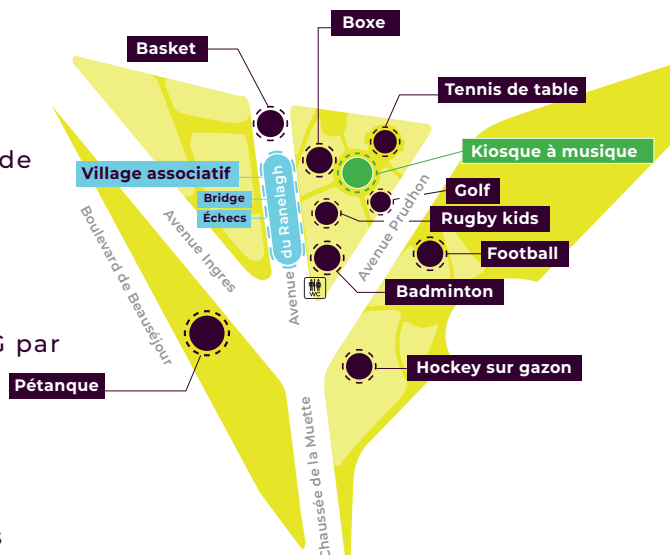 Boxe
Basket
Tennis de table
de
Kiosque à musique
Village associatif
Bridge
Échecs
Golf
Rugby kids
Football
Badminton
Avenue du Ranelagh
Avenue Prudhon
Avenue Ingres
Boulevard de Beauséjour
WC
G par
Hockey sur gazon
Pétanque
Chaussée de la Muette
s